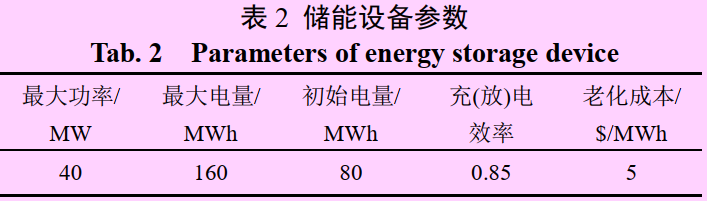 表 2 储能设备参数
Tab. 2 Parameters of energy storage device
最大功率/ 最大电量/ 初始电量/ 充(放)电 老化成本/
MW MWh MWh 效率 $/MWh
40 160 80 0.85 5